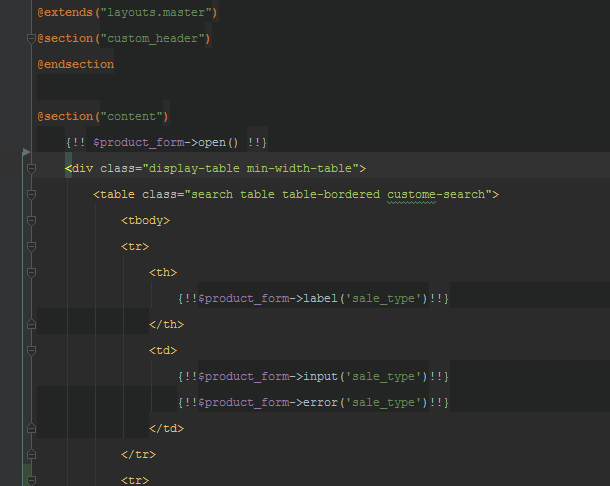 @extends("layouts.master")
@section("custom_header")
@endsection
@section("content")
{!! $product_form->open() !!}
<div class="display-table min-width-table">
<table class="search table table-bordered custome-search">
<tbody>
<tr>
<th>
{!!$product_form->label('sale_type')!!}
</th>
<td>
{!!$product_form->input('sale_type')!!}
{!!$product_form->error('sale_type')!!}
</td>
</tr>
<tr>